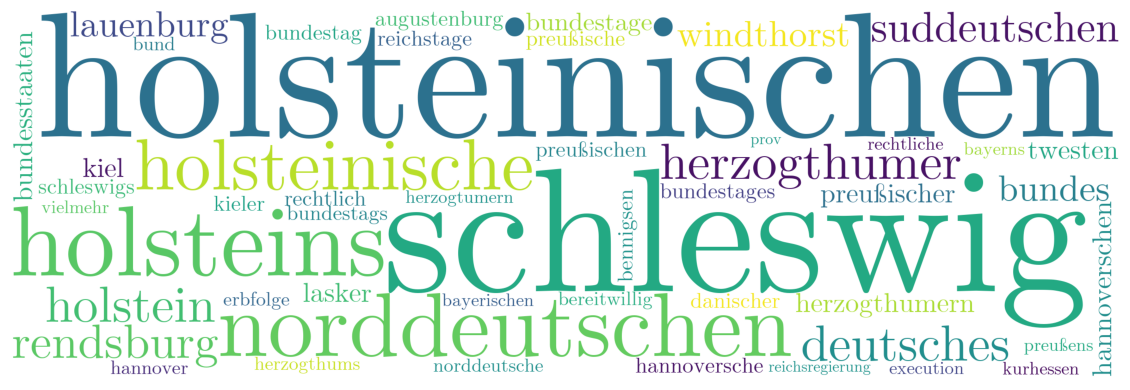 lauenburg augustenburg bundestage suddeutschen
bund bundestag reichstage preußische windthorst
holsteinischen
bundesstaaten
kiel holsteinische preußischen herzogthumer prov rechtliche bayerns twesten
schleswigs kieler rechtlich herzogtumern bundestages preußischer bundes
vielmehr bundestags
holsteins schleswig bennigsen hannoverschen
holstein erbfolge lasker bayerischen bereitwillig danischer herzogthumern
rendsburg norddeutschen deutsches preußens
hannover herzogthums norddeutsche hannoversche reichsregierung execution kurhessen